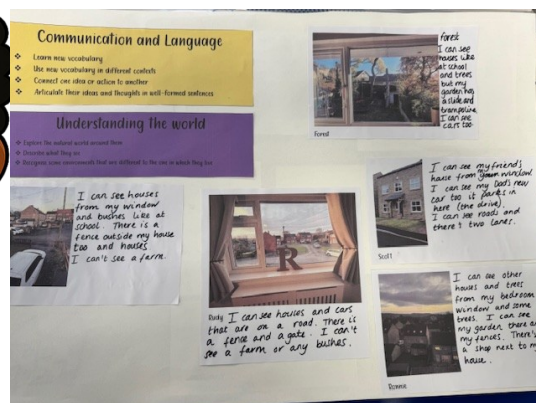 Communication and Language
❖ Learn new vocabulary
❖ Use new vocabulary in different contexts
❖ Connect one idea or action to another
❖ Articulate their ideas and thoughts in well-formed sentences
Understanding the world
❖ Explore the natural world around them
❖ Describe what they see
❖ Recognise some environments that are different to the one in which they live
Forest
I can see
houses like
at school
and trees
but my
garden has
a slide and
trampoline
I can see
cars too.
Forest
I can see houses
from my window
and bushes like at
school. There is a
fence outside my house
too and houses
I can't see a farm.
R
Rudy I can see houses and cars
that are on a road. There is
a fence and a gate. I can't
see a farm or any bushes.
I can see my friend's
house from my window
I can see my Dad's new
car too it parks in
here (the drive).
I can see roads and
there's two lanes.
Scott
I can see other
houses and trees
from my bedroom
window and some
trees. I can see
my garden there
my fences. There's
a shop next to
house.
Ronnie